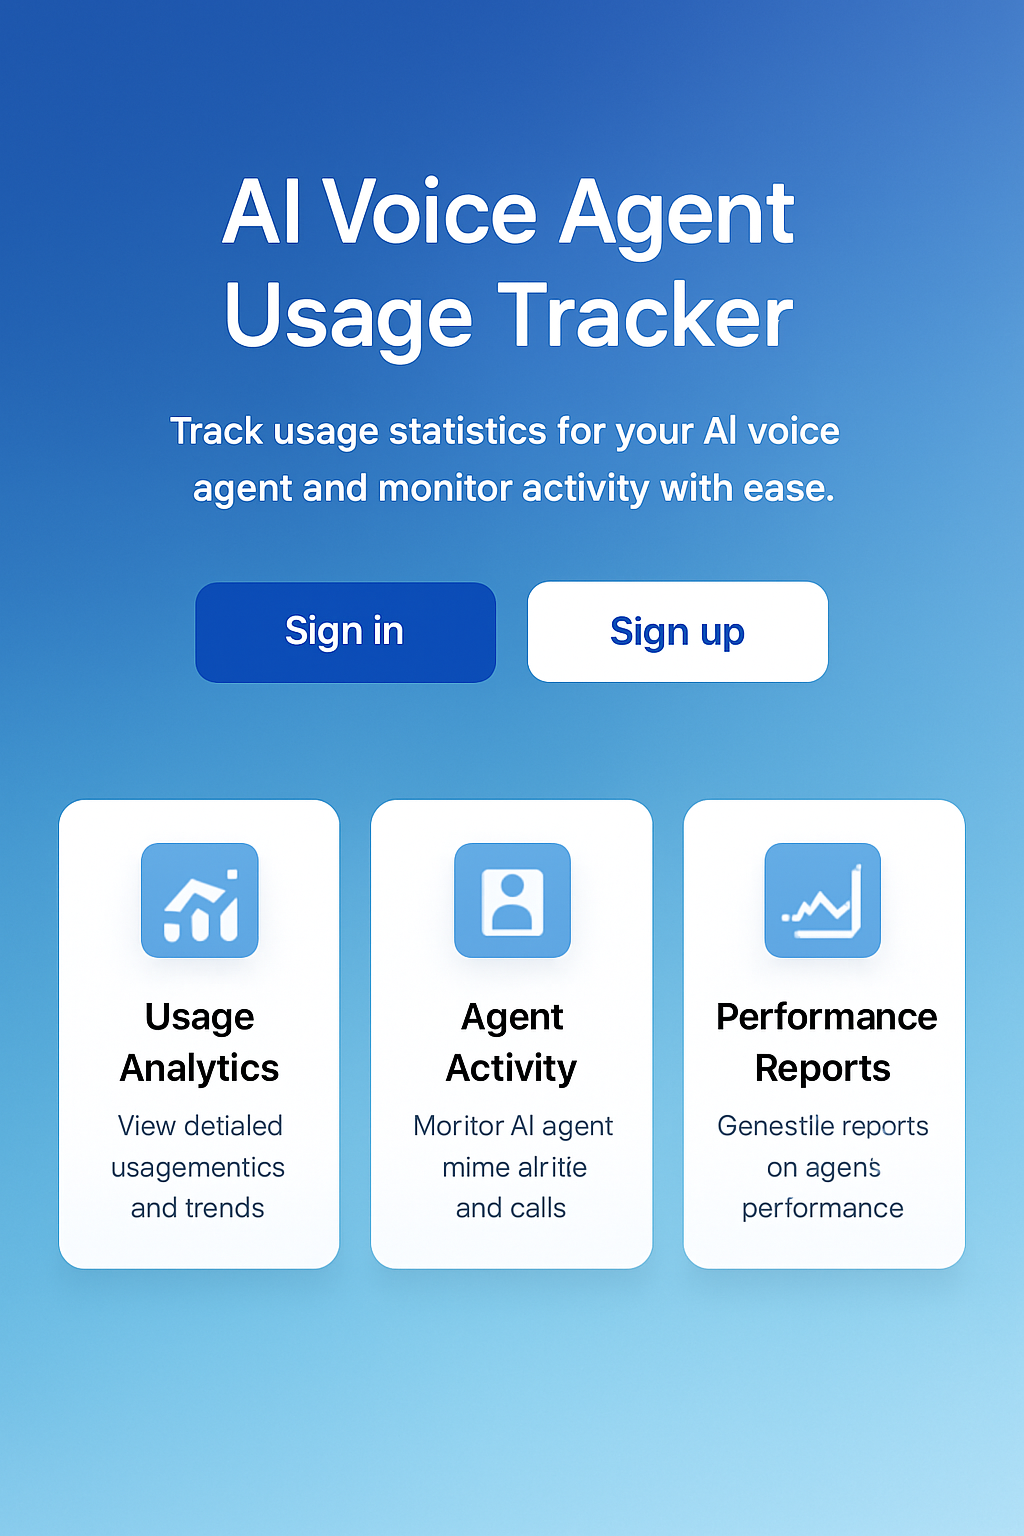 AI Voice Agent
Usage Tracker
Track usage statistics for your AI voice
agent and monitor activity with ease.
Sign in
Sign up
Usage
Analytics
View detialed
usagementics
and trends
Agent
Activity
Moritor AI agent
mime alritie
and calls
Performance
Reports
Genestile reports
on agens
performance